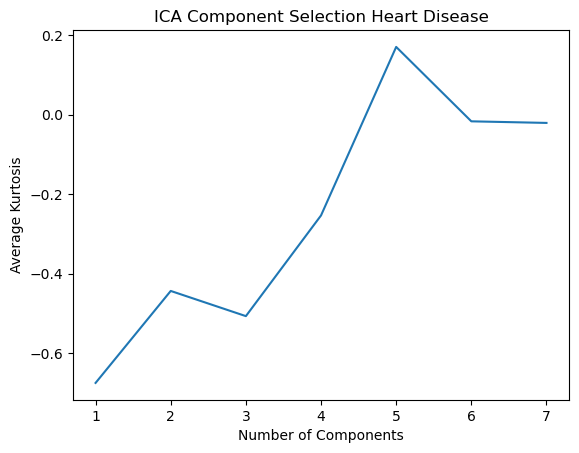 ICA Component Selection Heart Disease
Average Kurtosis
0.2
0.0
−0.2
−0.4
−0.6
1 2 3 4 5 6 7
Number of Components